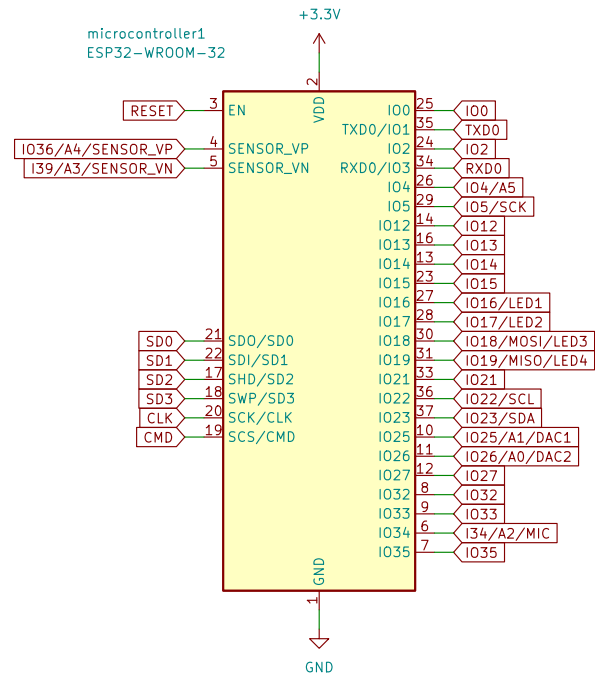 +3.3V
microcontroller1
ESP32-WROOM-32
2
VDD
RESET 3 EN
IO36/A4/SENSOR_VP 4 SENSOR_VP
I39/A3/SENSOR_VN 5 SENSOR_VN
SD0 21 SDO/SD0
SD1 22 SDI/SD1
SD2 17 SHD/SD2
SD3 18 SWP/SD3
CLK 20 SCK/CLK
CMD 19 SCS/CMD
IO0 25 IO0
TXD0/IO1 35 TXD0
IO2 24 IO2
RXD0/IO3 34 RXD0
IO4 26 IO4/A5
IO5 29 IO5/SCK
IO12 14 IO12
IO13 16 IO13
IO14 13 IO14
IO15 23 IO15
IO16 27 IO16/LED1
IO17 28 IO17/LED2
IO18 30 IO18/MOSI/LED3
IO19 31 IO19/MISO/LED4
IO21 33 IO21
IO22 36 IO22/SCL
IO23 37 IO23/SDA
IO25 10 IO25/A1/DAC1
IO26 11 IO26/A0/DAC2
IO27 12 IO27
IO32 8 IO32
IO33 9 IO33
IO34 6 I34/A2/MIC
IO35 7 IO35
GND
1
GND